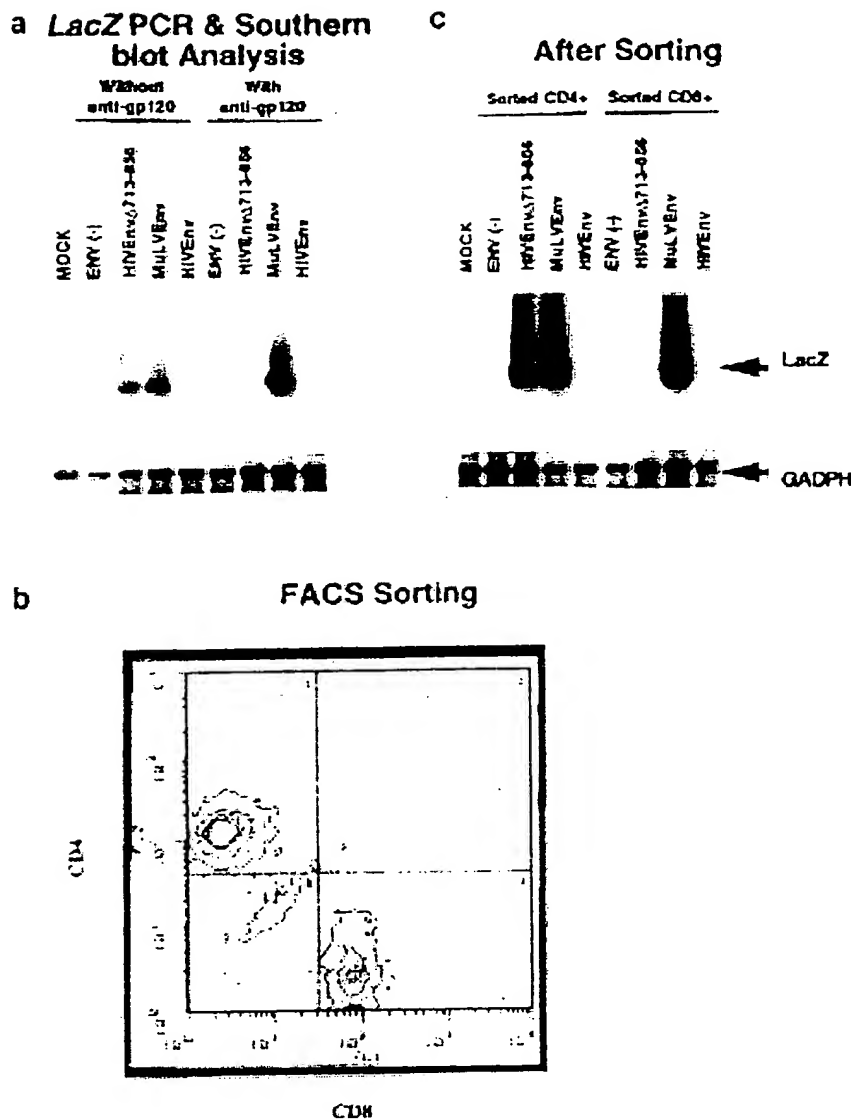 a
LacZ PCR & Southern
blot Analysis
Without
anti-gp120
With
anti-gp120
MOCK
ENV (-)
HIVEnvΔ713-856
MuLVEnv
HIVEnv
ENV (-)
HIVEnvΔ713-856
MuLVEnv
HIVEnv
c
After Sorting
Sorted CD4+
Sorted CD8+
MOCK
ENV (-)
HIVEnvΔ713-856
MuLVEnv
HIVEnv
ENV (-)
HIVEnvΔ713-856
MuLVEnv
HIVEnv
LacZ
GADPH
b
FACS Sorting
CD4
CD8